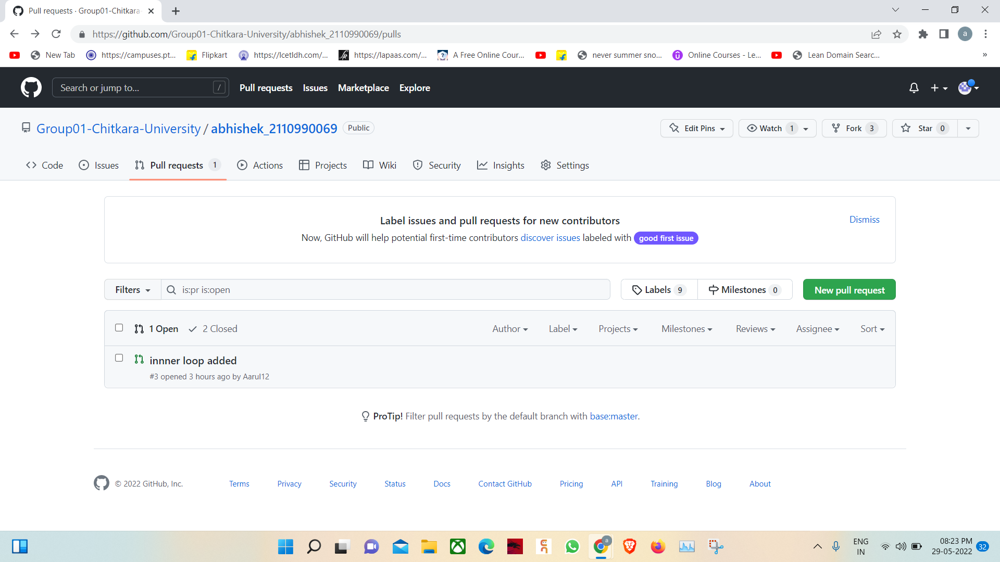 Pull requests · Group01-Chitkara-
https://github.com/Group01-Chitkara-University/abhishek_2110990069/pulls
a
New Tab
https://campuses.pt...
Flipkart
https://lcetldh.com/...
https://lapaas.com/...
A Free Online Cour...
never summer sno...
Online Courses - Le...
Lean Domain Searc...
»
Search or jump to...
/
Pull requests
Issues
Marketplace
Explore
Group01-Chitkara-University / abhishek_2110990069
Public
Edit Pins
Watch 1
Fork 3
Star 0
Code
Issues
Pull requests 1
Actions
Projects
Wiki
Security
Insights
Settings
Label issues and pull requests for new contributors
Dismiss
Now, GitHub will help potential first-time contributors discover issues labeled with good first issue
Filters
is:pr is:open
Labels 9
Milestones 0
New pull request
1 Open
2 Closed
Author
Label
Projects
Milestones
Reviews
Assignee
Sort
innner loop added
#3 opened 3 hours ago by Aarul12
ProTip! Filter pull requests by the default branch with base:master.
© 2022 GitHub, Inc.
Terms
Privacy
Security
Status
Docs
Contact GitHub
Pricing
API
Training
Blog
About
a
ENG
IN
08:23 PM
29-05-2022
32